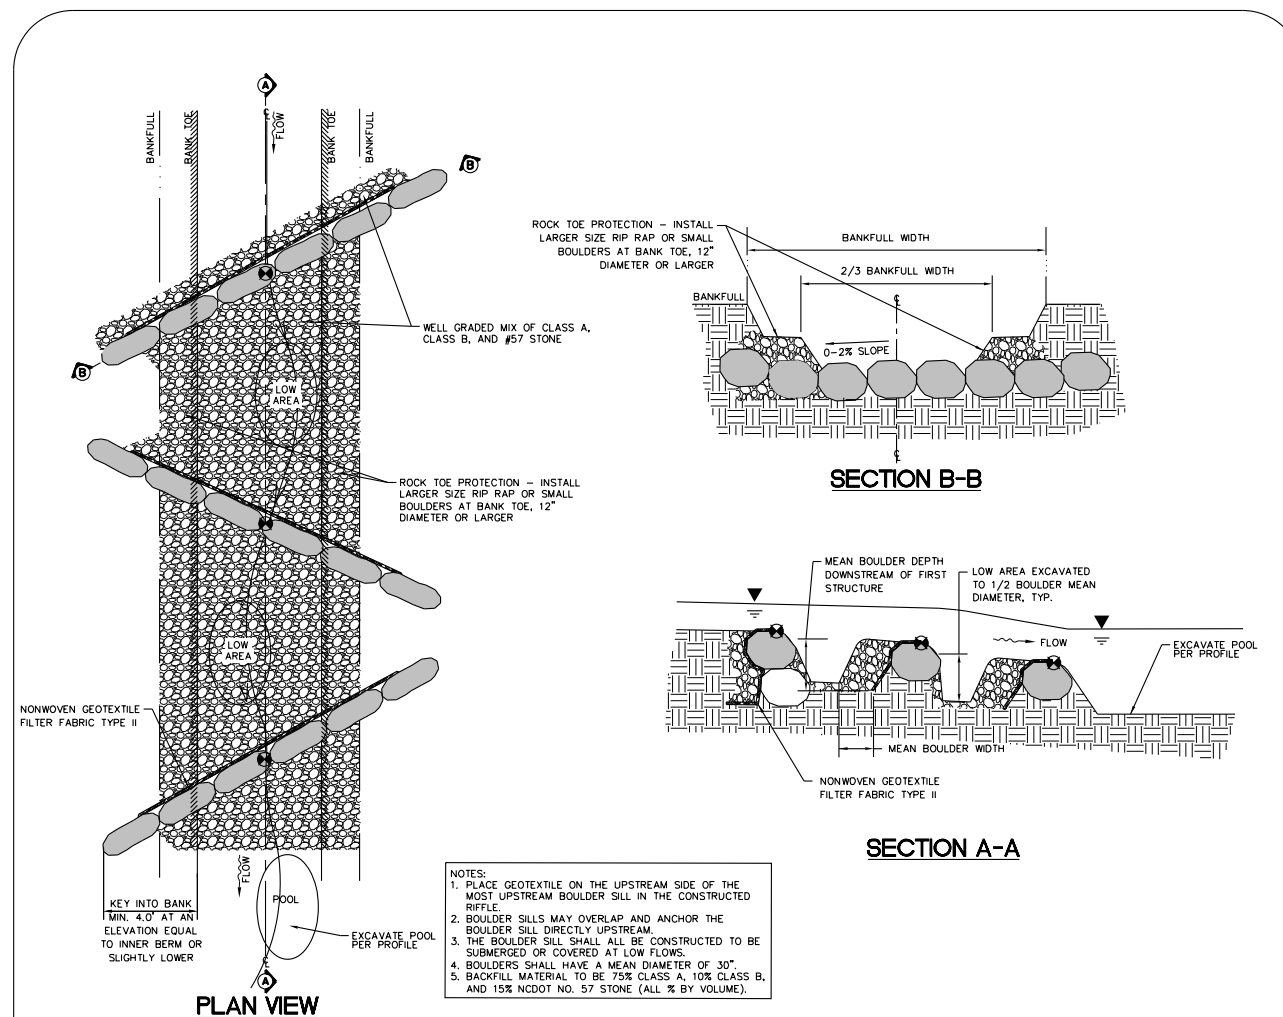 A
℄
FLOW
BANKFULL
BANK TOE
BANK TOE
BANKFULL
B
B
WELL GRADED MIX OF CLASS A,
CLASS B, AND #57 STONE
LOW
AREA
ROCK TOE PROTECTION - INSTALL
LARGER SIZE RIP RAP OR SMALL
BOULDERS AT BANK TOE, 12"
DIAMETER OR LARGER
LOW
AREA
NONWOVEN GEOTEXTILE
FILTER FABRIC TYPE II
FLOW
POOL
KEY INTO BANK
MIN. 4.0' AT AN
ELEVATION EQUAL
TO INNER BERM OR
SLIGHTLY LOWER
EXCAVATE POOL
PER PROFILE
℄
A
PLAN VIEW
ROCK TOE PROTECTION - INSTALL
LARGER SIZE RIP RAP OR SMALL
BOULDERS AT BANK TOE, 12"
DIAMETER OR LARGER
BANKFULL WIDTH
2/3 BANKFULL WIDTH
BANKFULL
℄
0-2% SLOPE
℄
SECTION B-B
MEAN BOULDER DEPTH
DOWNSTREAM OF FIRST
STRUCTURE
LOW AREA EXCAVATED
TO 1/2 BOULDER MEAN
DIAMETER, TYP.
FLOW
EXCAVATE POOL
PER PROFILE
MEAN BOULDER WIDTH
NONWOVEN GEOTEXTILE
FILTER FABRIC TYPE II
SECTION A-A
NOTES:
1. PLACE GEOTEXTILE ON THE UPSTREAM SIDE OF THE
MOST UPSTREAM BOULDER SILL IN THE CONSTRUCTED
RIFFLE.
2. BOULDER SILLS MAY OVERLAP AND ANCHOR THE
BOULDER SILL DIRECTLY UPSTREAM.
3. THE BOULDER SILL SHALL ALL BE CONSTRUCTED TO BE
SUBMERGED OR COVERED AT LOW FLOWS.
4. BOULDERS SHALL HAVE A MEAN DIAMETER OF 30".
5. BACKFILL MATERIAL TO BE 75% CLASS A, 10% CLASS B,
AND 15% NCDOT NO. 57 STONE (ALL % BY VOLUME).